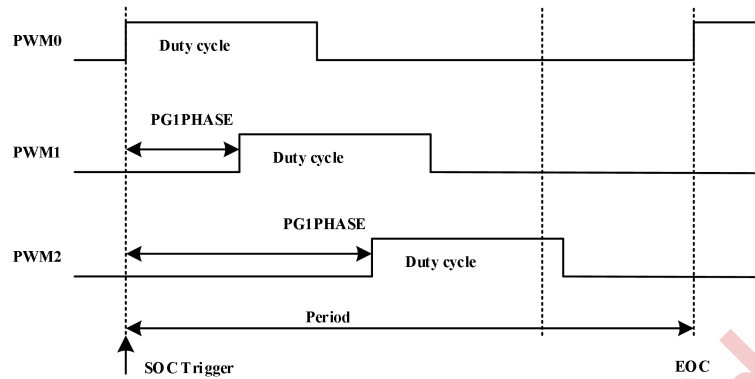 PWM0
Duty cycle
PG1PHASE
PWM1
Duty cycle
PG1PHASE
PWM2
Duty cycle
Period
SOC Trigger
EOC